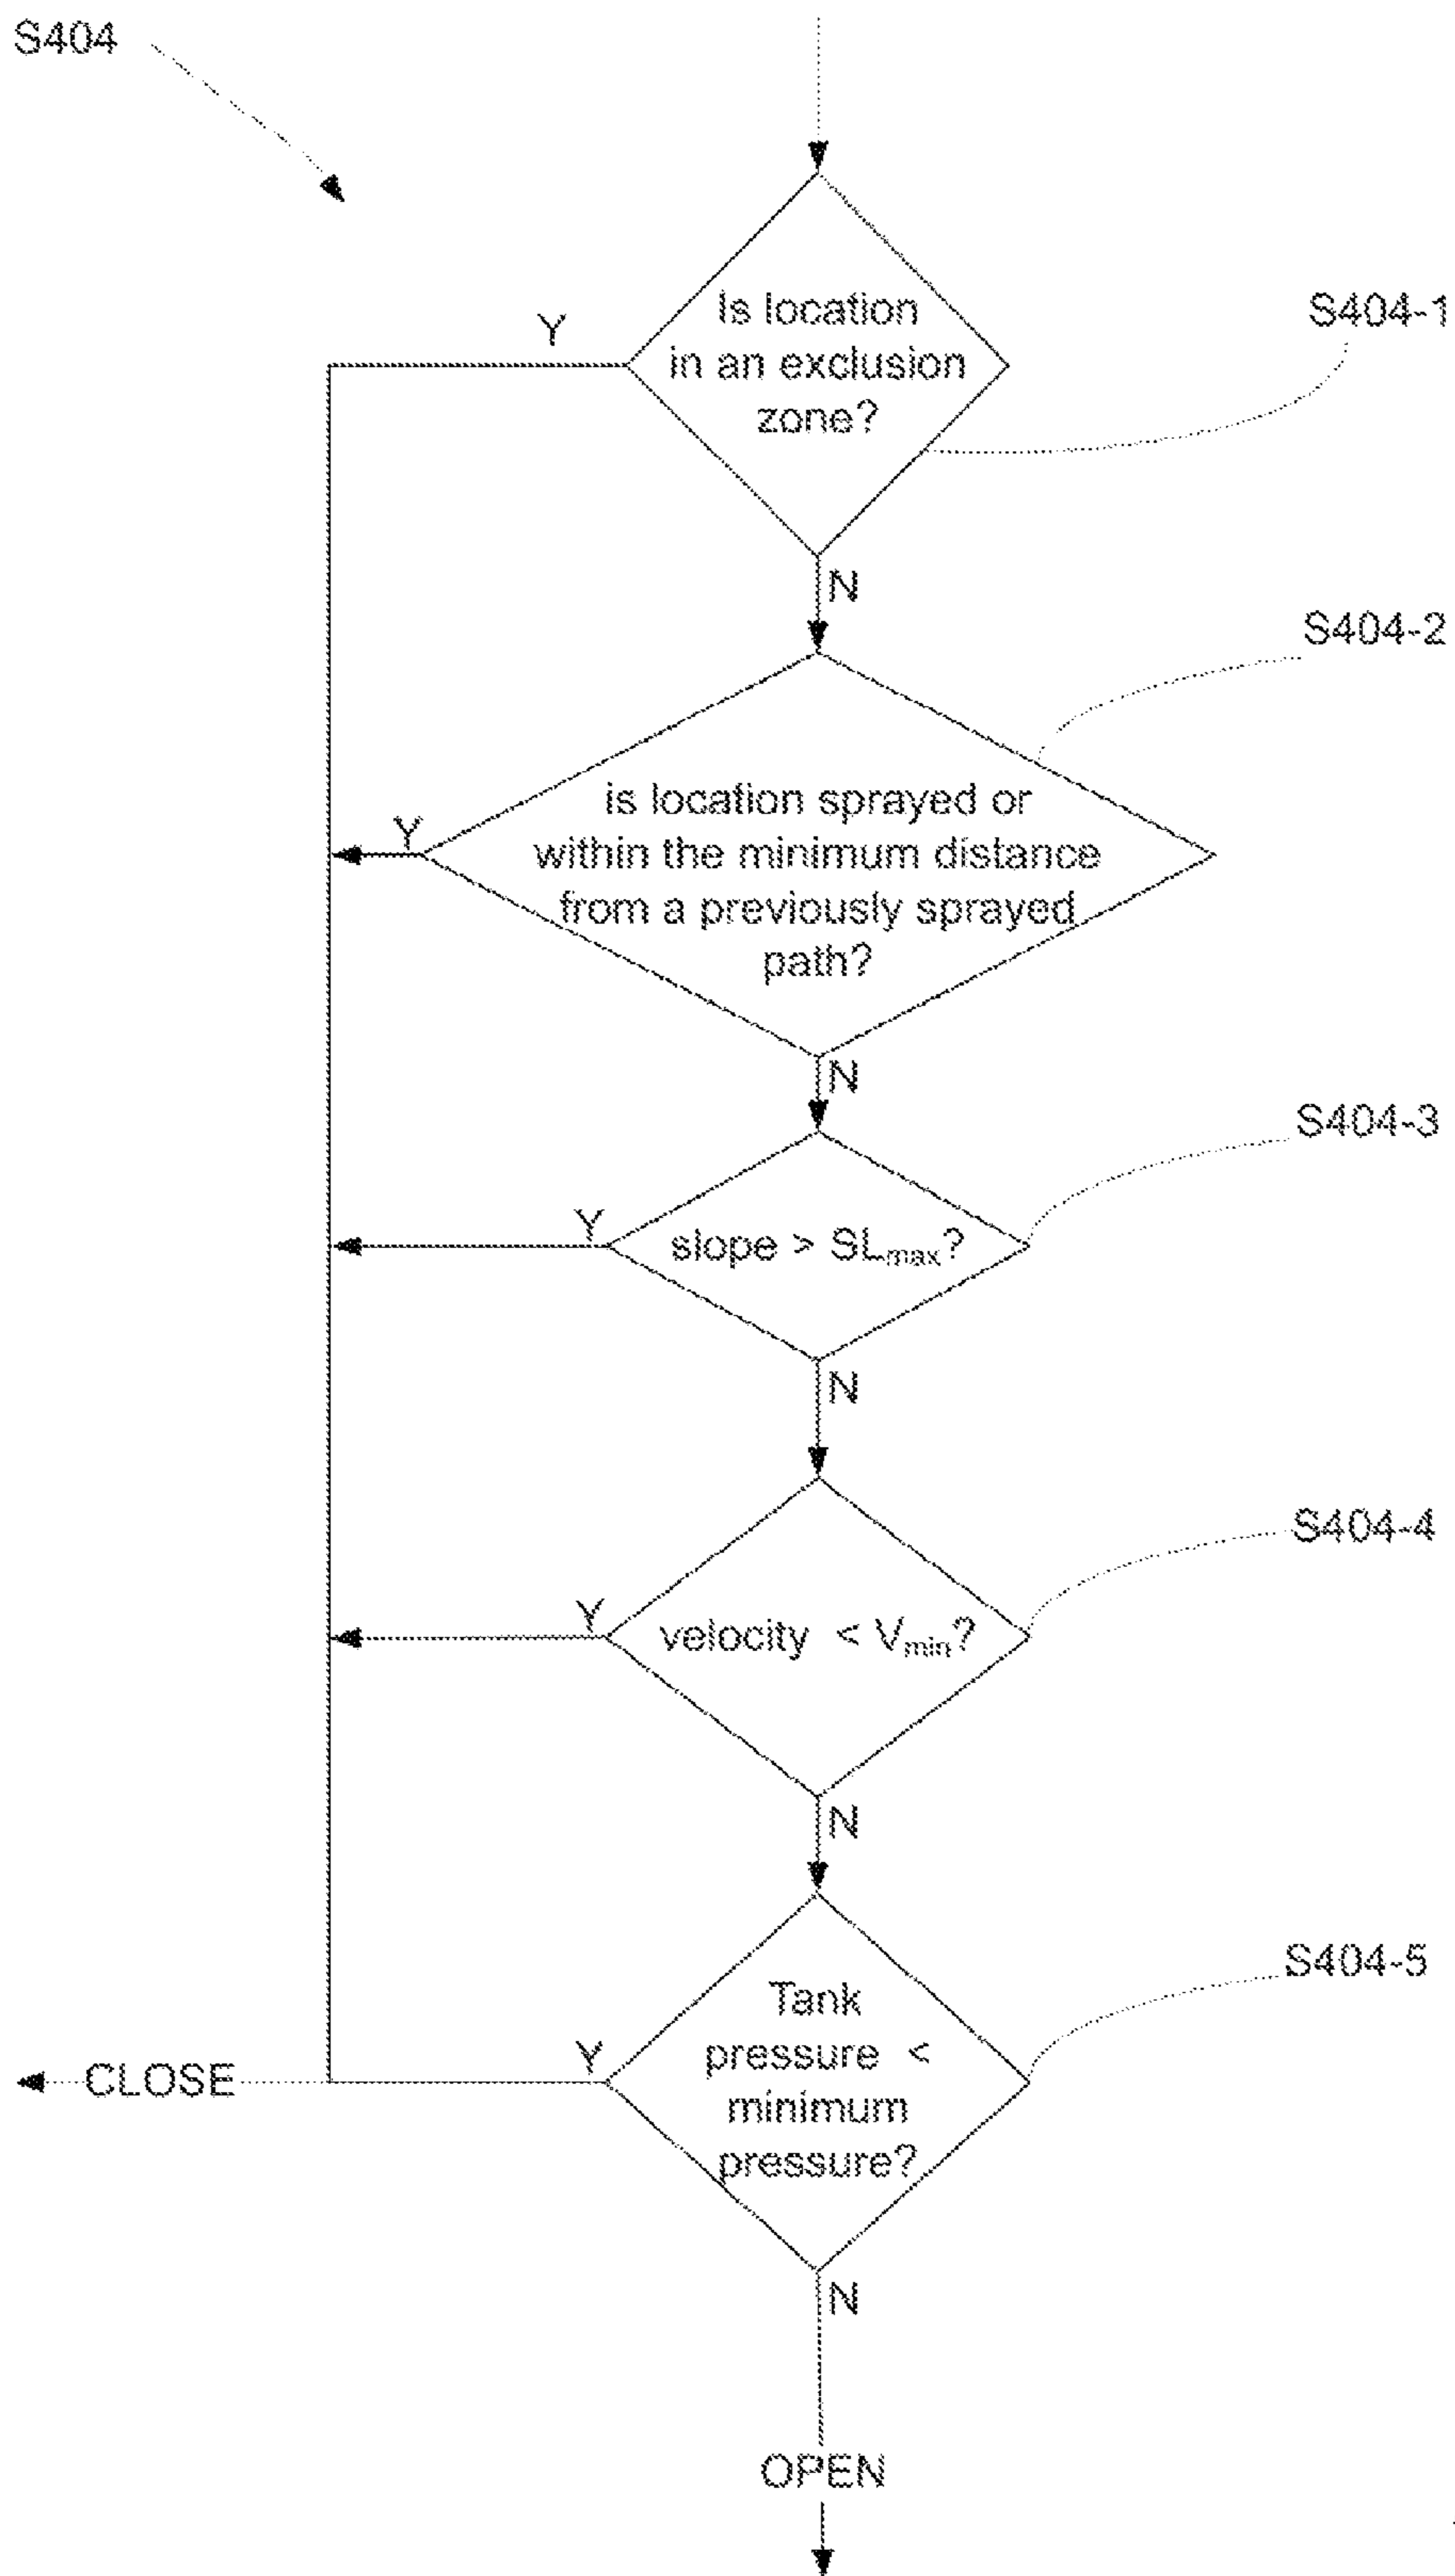 S404
Is location
in an exclusion
zone?
Y
S404-1
N
S404-2
is location sprayed or
within the minimum distance
from a previously sprayed
path?
Y
N
S404-3
slope > SLmax?
Y
N
S404-4
velocity < Vmin?
Y
N
S404-5
Tank
pressure <
minimum
pressure?
Y
CLOSE
N
OPEN